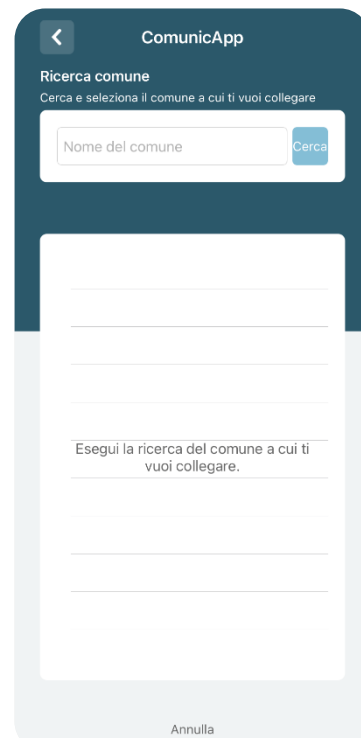 ComunicApp
Ricerca comune
Cerca e seleziona il comune a cui ti vuoi collegare
Nome del comune
Cerca
Esegui la ricerca del comune a cui ti
vuoi collegare.
Annulla